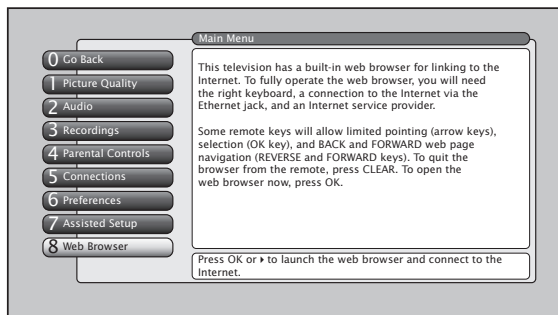 Main Menu
0 Go Back
1 Picture Quality
2 Audio
3 Recordings
4 Parental Controls
5 Connections
6 Preferences
7 Assisted Setup
8 Web Browser
This television has a built-in web browser for linking to the
Internet. To fully operate the web browser, you will need
the right keyboard, a connection to the Internet via the
Ethernet jack, and an Internet service provider.
Some remote keys will allow limited pointing (arrow keys),
selection (OK key), and BACK and FORWARD web page
navigation (REVERSE and FORWARD keys). To quit the
browser from the remote, press CLEAR. To open the
web browser now, press OK.
Press OK or ▸ to launch the web browser and connect to the
Internet.